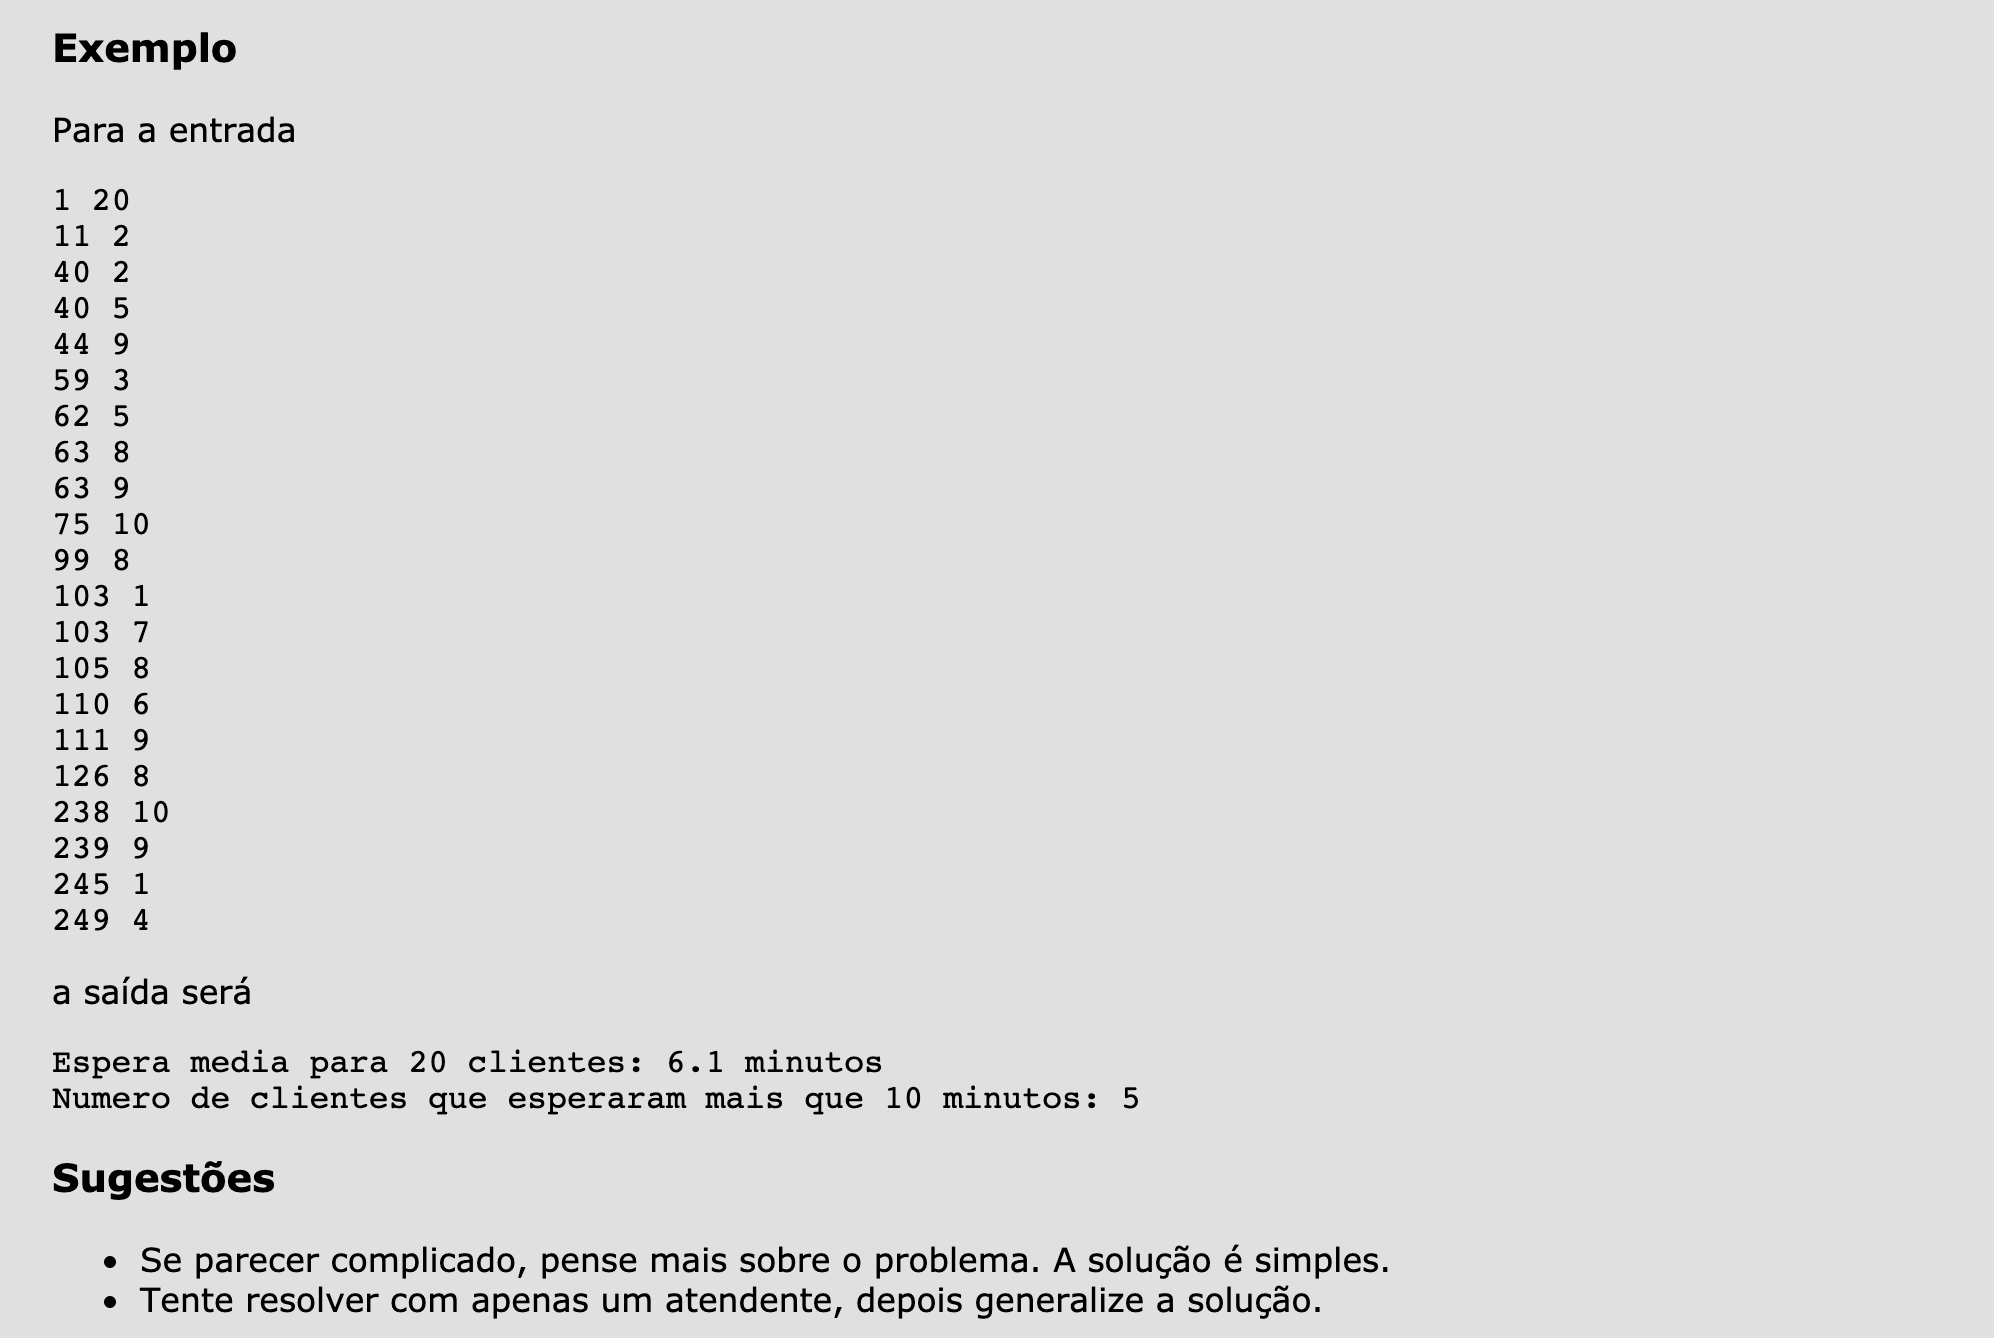 Exemplo
Para a entrada
1 20
11 2
40 2
40 5
44 9
59 3
62 5
63 8
63 9
75 10
99 8
103 1
103 7
105 8
110 6
111 9
126 8
238 10
239 9
245 1
249 4
a saída será
Espera media para 20 clientes: 6.1 minutos
Numero de clientes que esperaram mais que 10 minutos: 5
Sugestões
• Se parecer complicado, pense mais sobre o problema. A solução é simples.
• Tente resolver com apenas um atendente, depois generalize a solução.